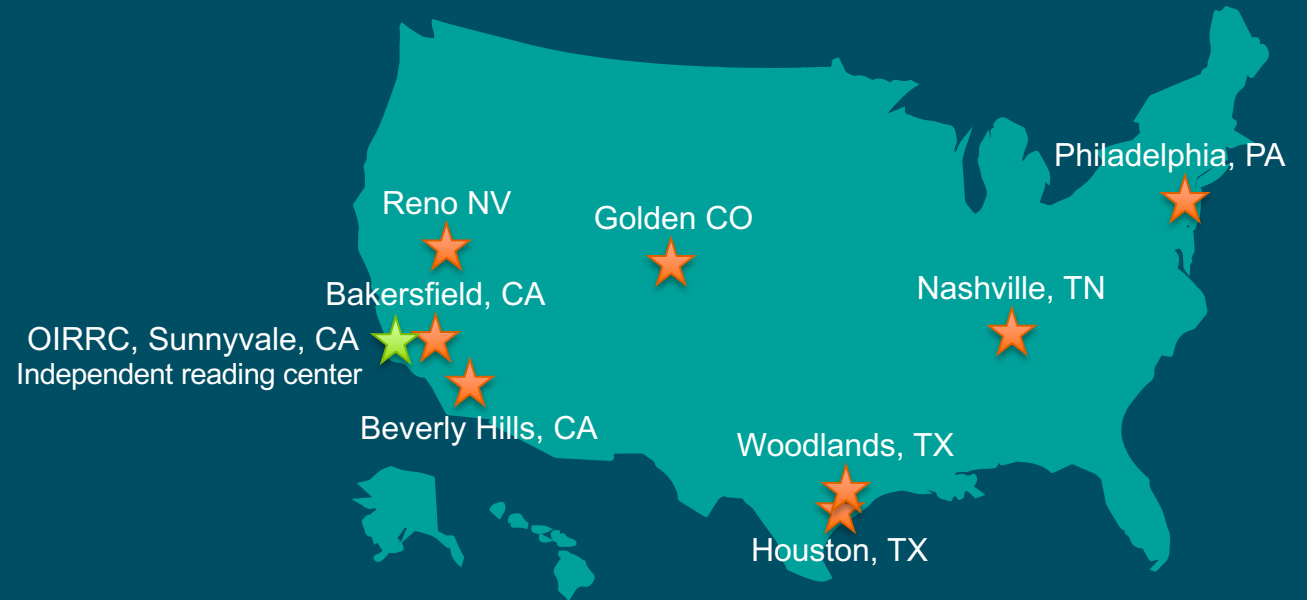 Philadelphia, PA
Reno NV
Golden CO
Nashville, TN
Bakersfield, CA
OIRRC, Sunnyvale, CA
Independent reading center
Beverly Hills, CA
Woodlands, TX
Houston, TX